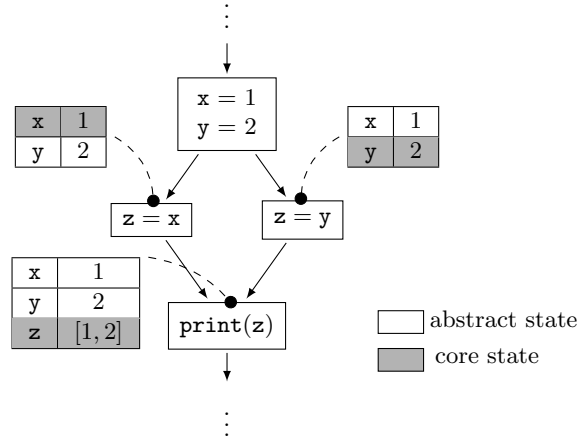 ⋮
x = 1
y = 2
x 1
y 2
x 1
y 2
z = x
z = y
x 1
y 2
z [1, 2]
print(z)
abstract state
core state
⋮